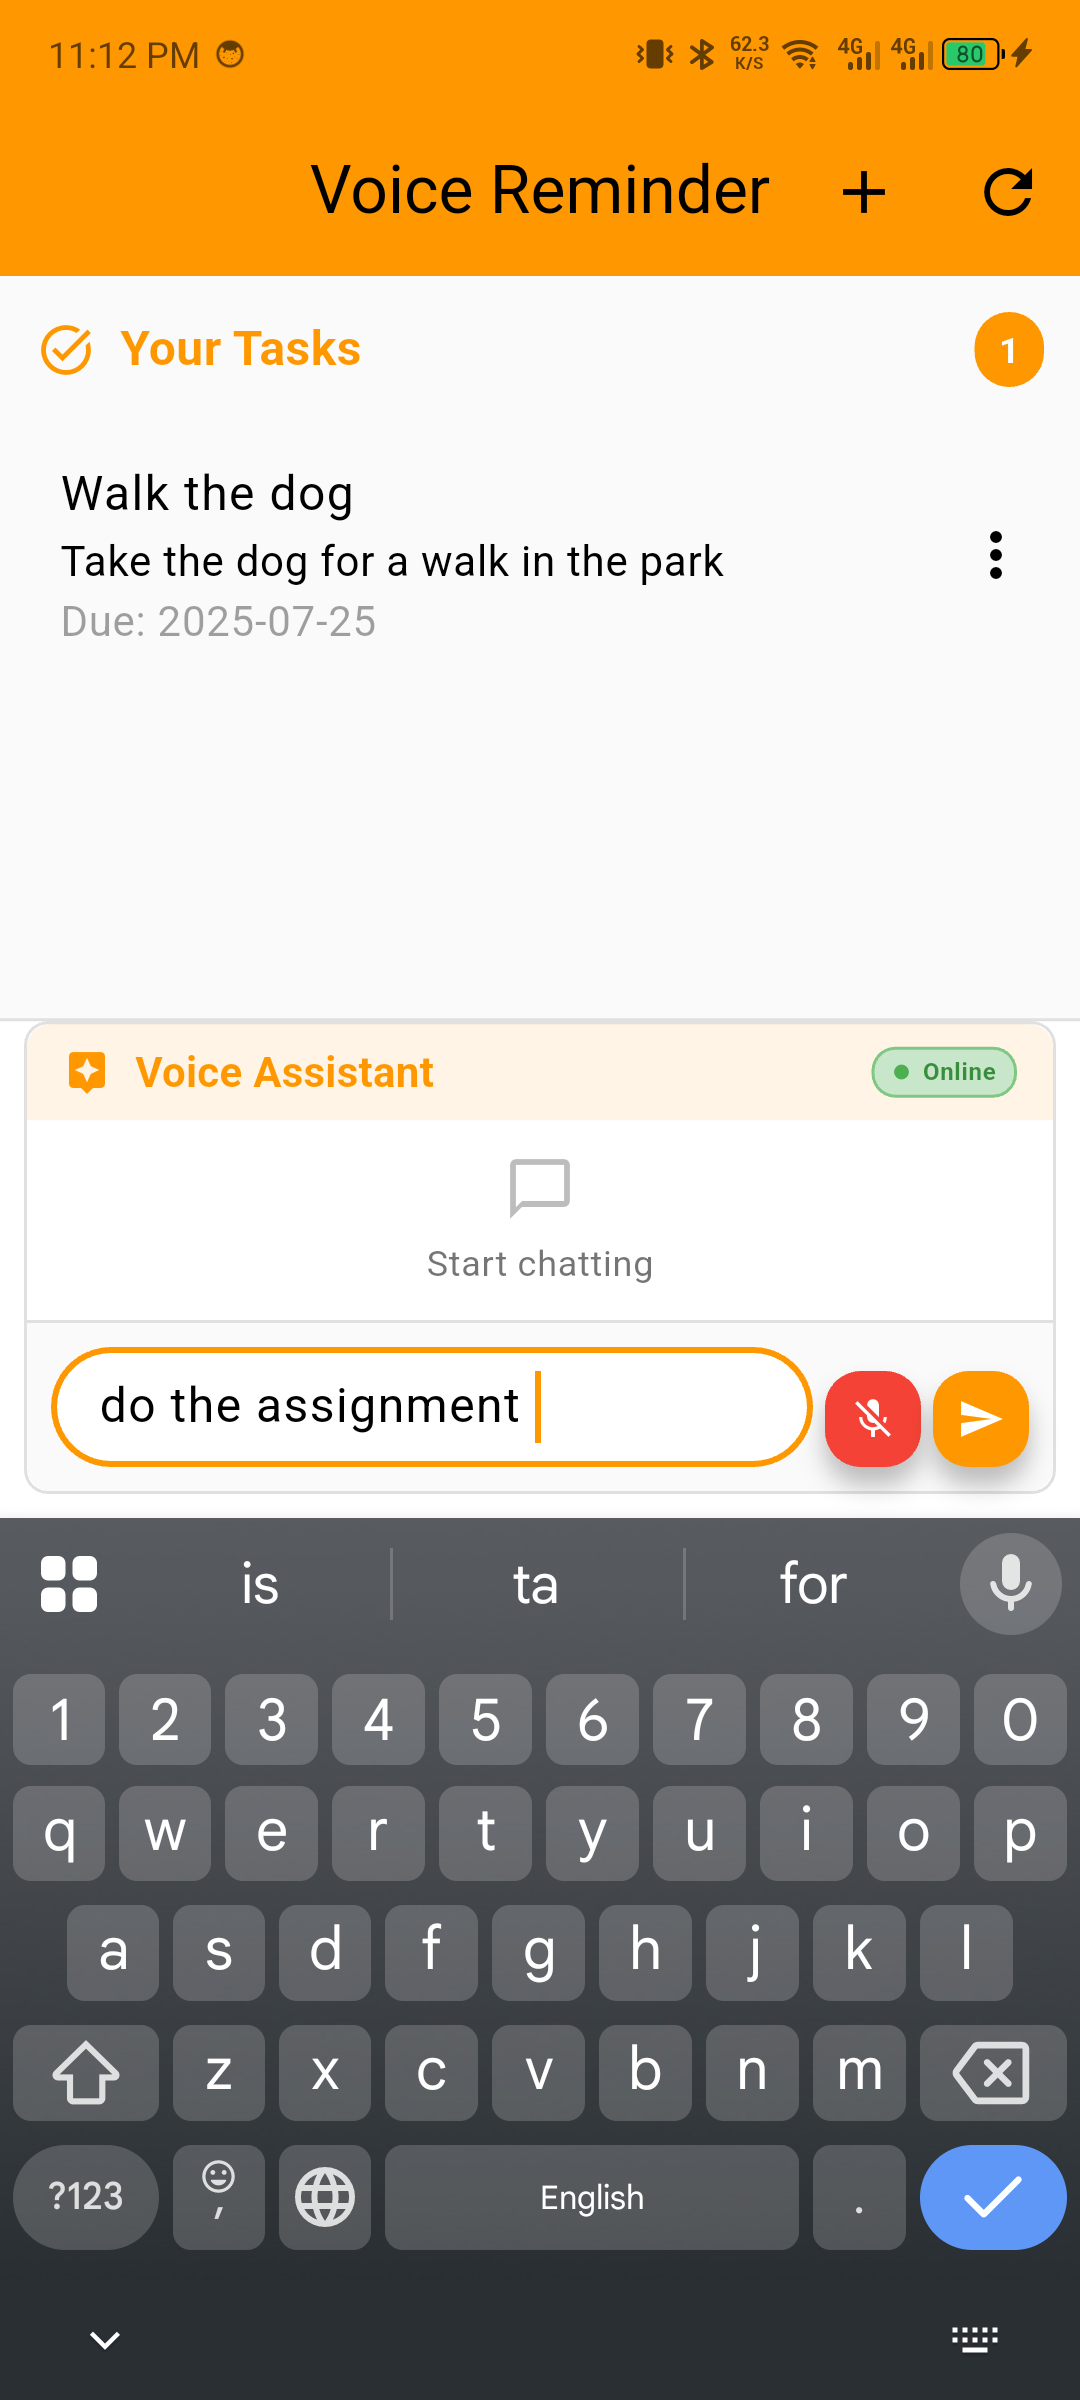 11:12 PM 62.3 K/S 4G 4G 80
Voice Reminder
Your Tasks 1
Walk the dog
Take the dog for a walk in the park
Due: 2025-07-25
Voice Assistant Online
Start chatting
do the assignment
is ta for
1 2 3 4 5 6 7 8 9 0
q w e r t y u i o p
a s d f g h j k l
z x c v b n m
?123 , English .